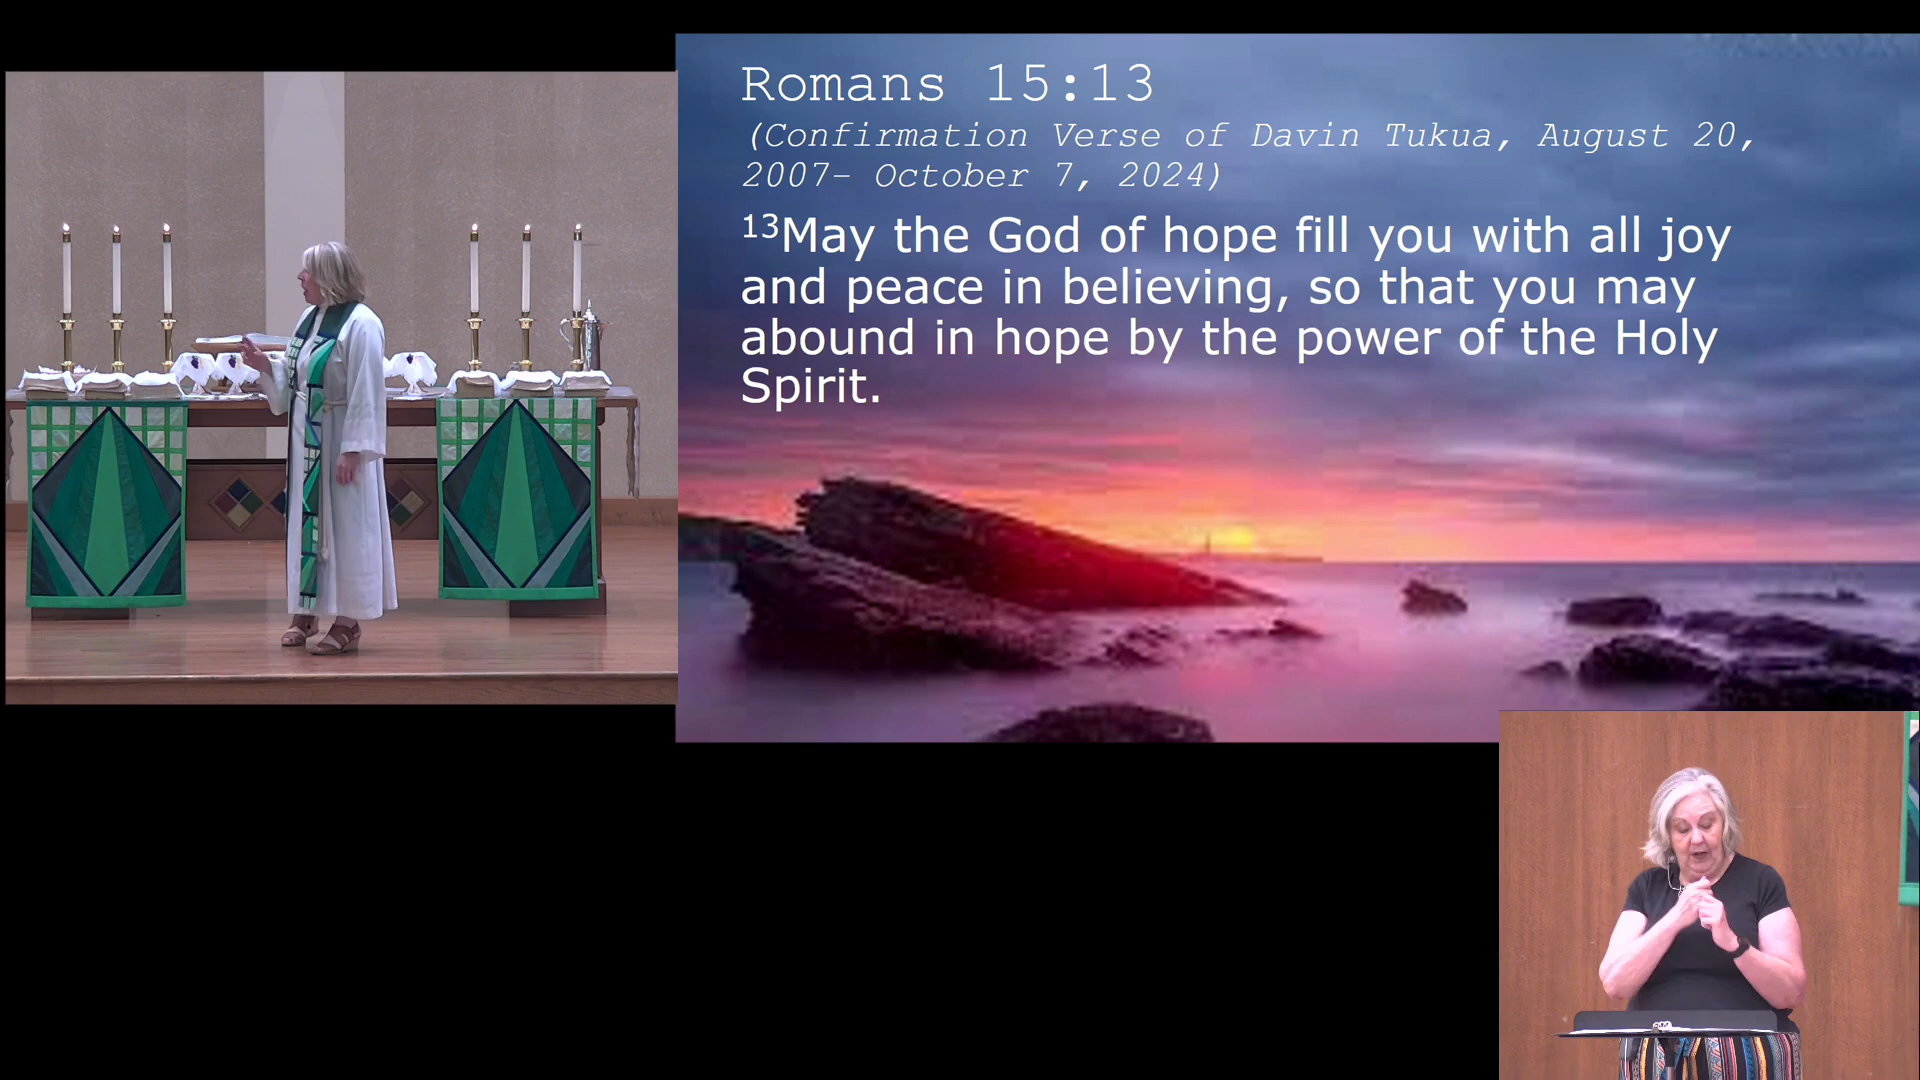 Romans 15:13
(Confirmation Verse of Davin Tukua, August 20,
2007– October 7, 2024)
13May the God of hope fill you with all joy
and peace in believing, so that you may
abound in hope by the power of the Holy
Spirit.